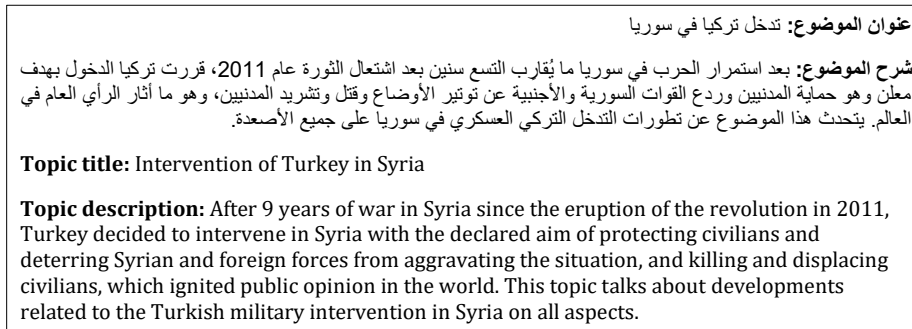 عنوان الموضوع: تدخل تركيا في سوريا
شرح الموضوع: بعد استمرار الحرب في سوريا ما يُقارب التسع سنين بعد اشتعال الثورة عام 2011، قررت تركيا الدخول بهدف
معلن وهو حماية المدنيين وردع القوات السورية والأجنبية عن توتير الأوضاع وقتل وتشريد المدنيين، وهو ما أثار الرأي العام في
العالم. يتحدث هذا الموضوع عن تطورات التدخل التركي العسكري في سوريا على جميع الأصعدة.
Topic title: Intervention of Turkey in Syria
Topic description: After 9 years of war in Syria since the eruption of the revolution in 2011,
Turkey decided to intervene in Syria with the declared aim of protecting civilians and
deterring Syrian and foreign forces from aggravating the situation, and killing and displacing
civilians, which ignited public opinion in the world. This topic talks about developments
related to the Turkish military intervention in Syria on all aspects.